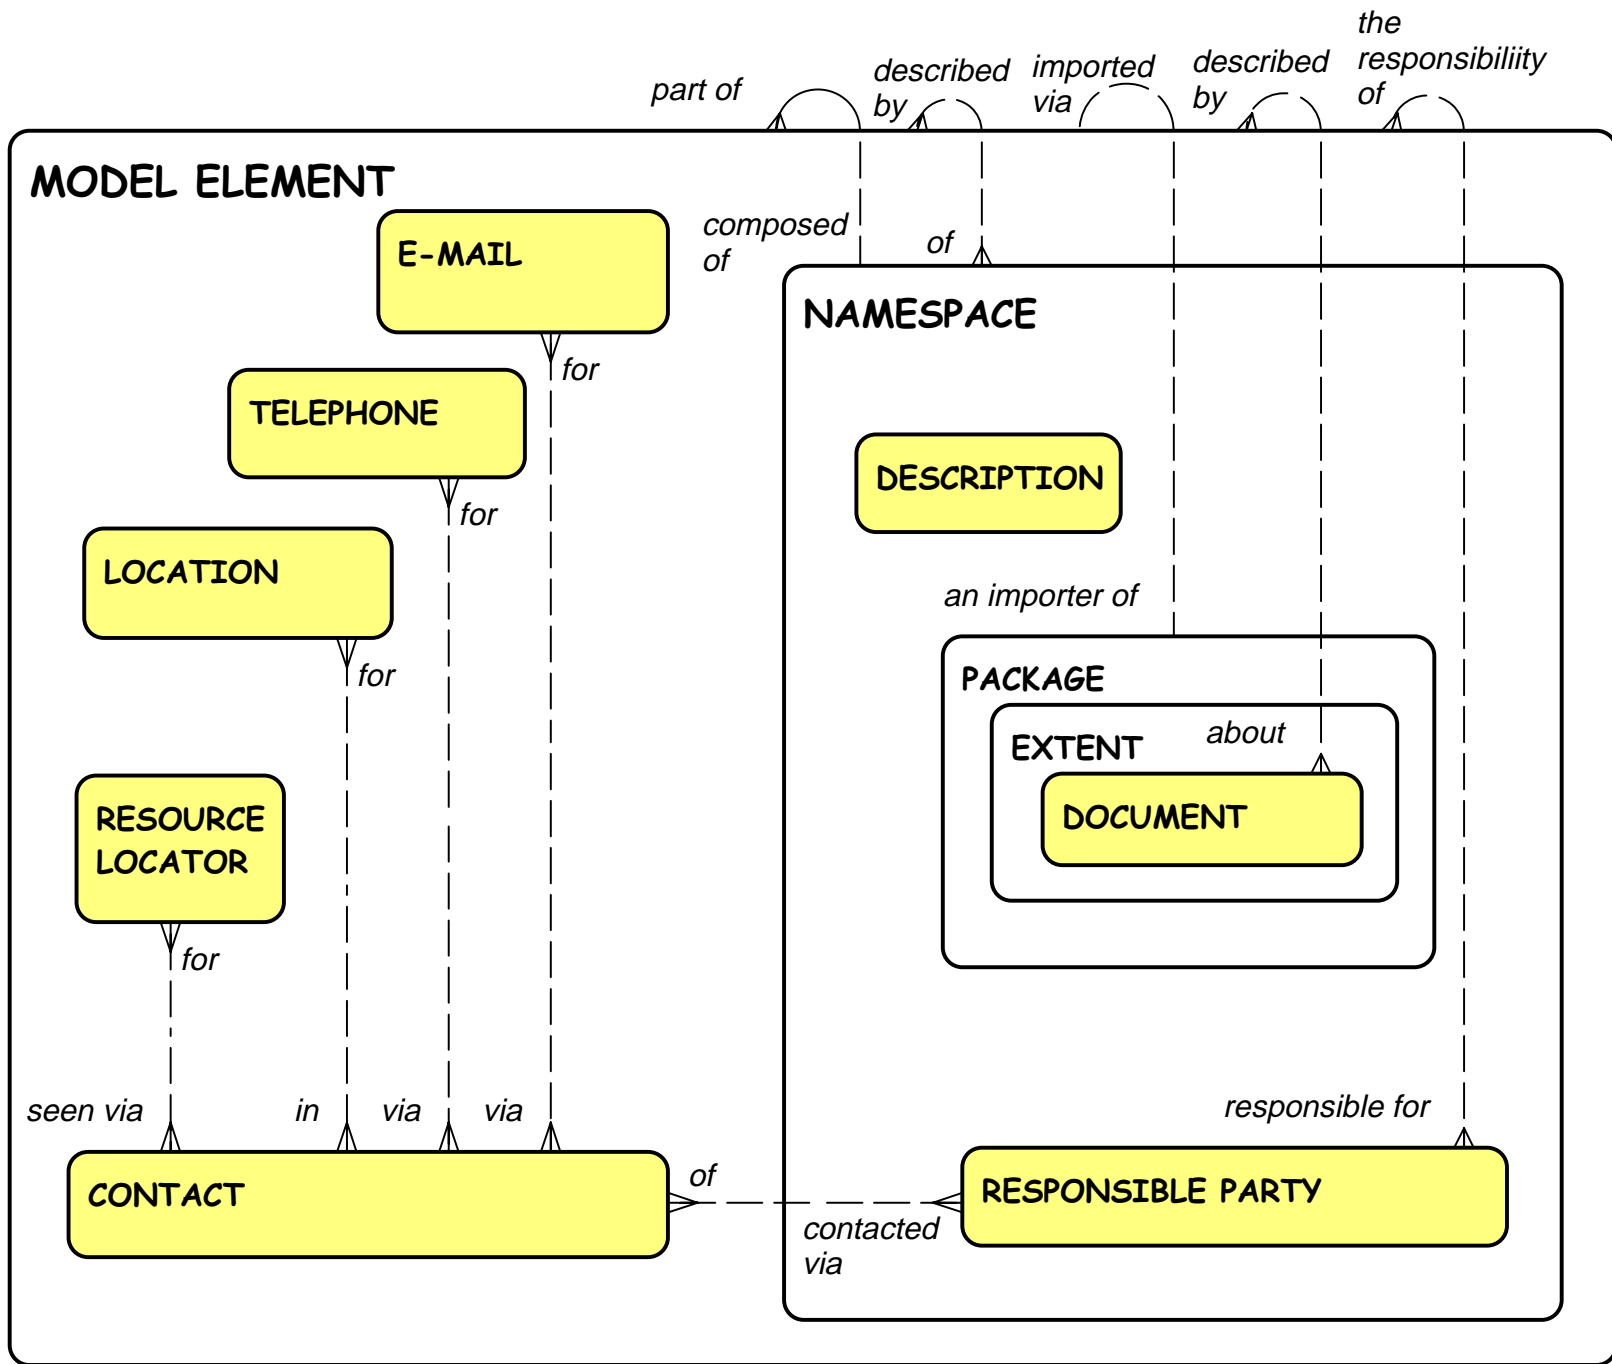 the
responsibiliity
of
described
by
imported
via
described
by
part of
MODEL ELEMENT
composed
of
of
E-MAIL
for
NAMESPACE
TELEPHONE
for
DESCRIPTION
LOCATION
for
an importer of
PACKAGE
about
EXTENT
DOCUMENT
RESOURCE
LOCATOR
for
seen via
in
via
via
responsible for
CONTACT
of
contacted
via
RESPONSIBLE PARTY